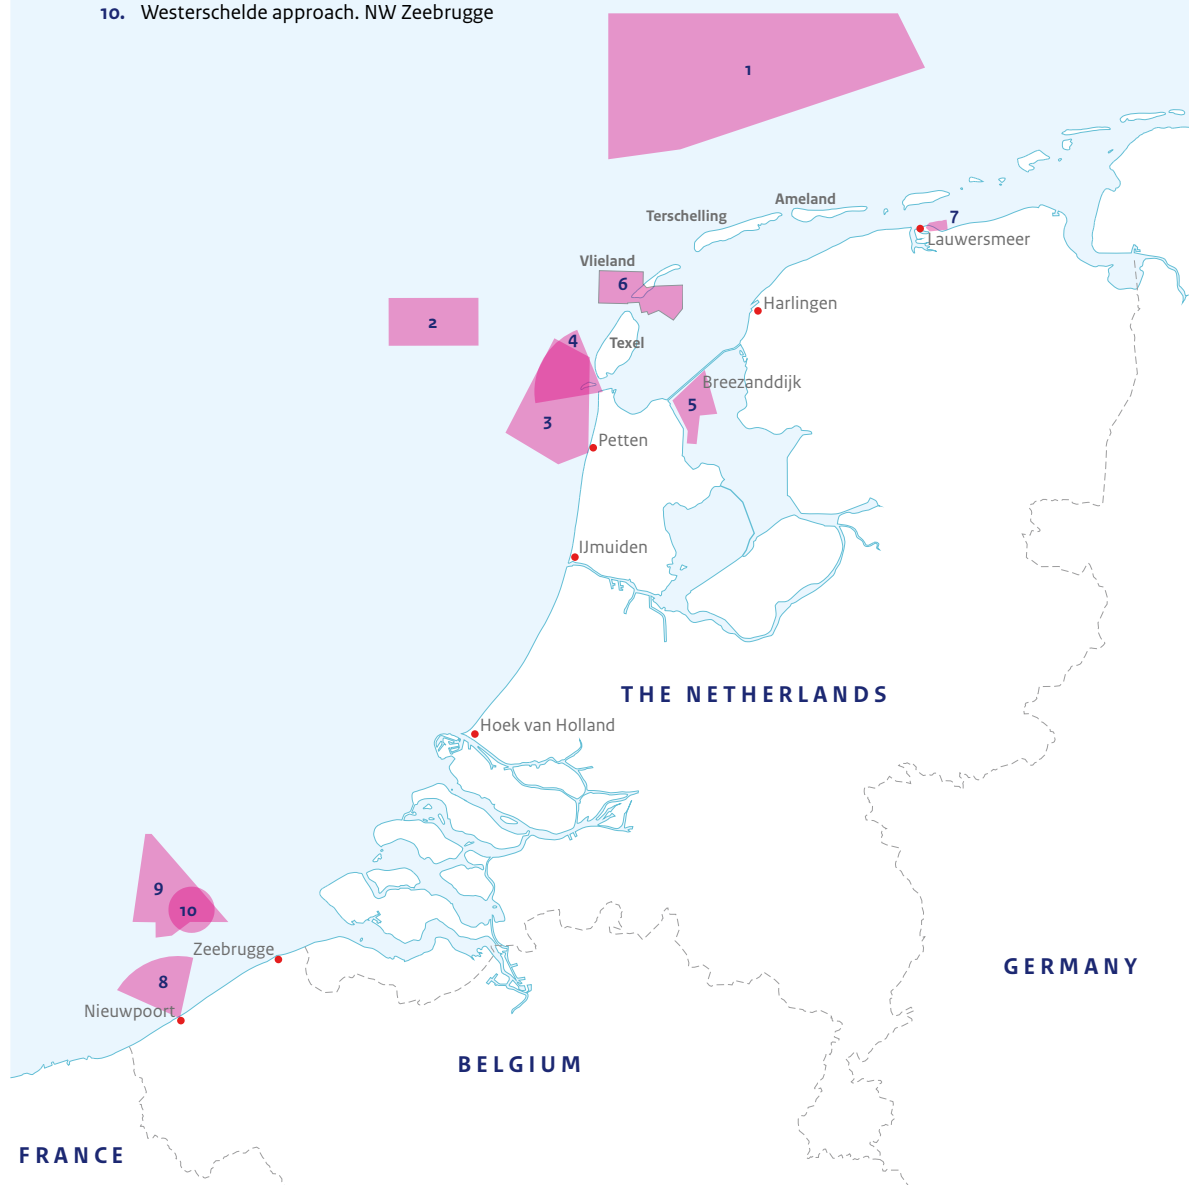 10. Westerschelde approach. NW Zeebrugge
1
Ameland
Terschelling
7
Lauwersmeer
Vlieland
6
Harlingen
2
4
Texel
Breezanddijk
5
3
Petten
IJmuiden
THE NETHERLANDS
Hoek van Holland
9
10
Zeebrugge
GERMANY
8
Nieuwpoort
BELGIUM
FRANCE